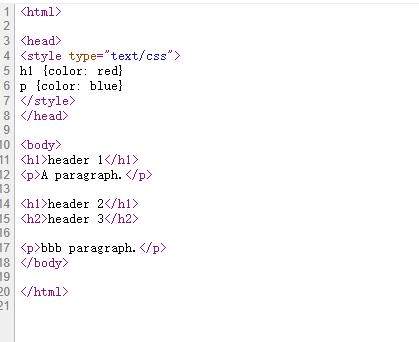 1 <html>
2
3 <head>
4 <style type="text/css">
5 h1 {color: red}
6 p {color: blue}
7 </style>
8 </head>
9
10 <body>
11 <h1>header 1</h1>
12 <p>A paragraph.</p>
13
14 <h1>header 2</h1>
15 <h2>header 3</h2>
16
17 <p>bbb paragraph.</p>
18 </body>
19
20 </html>
21